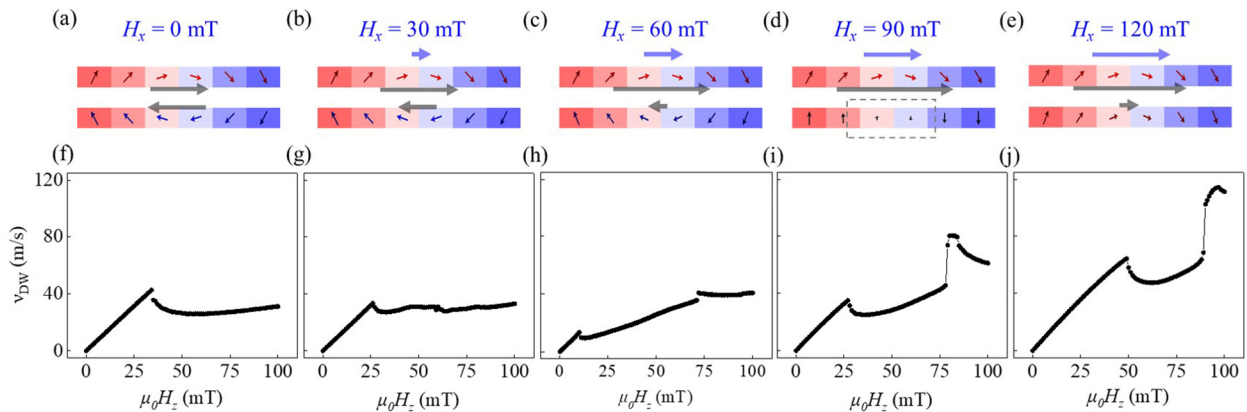 (a) (b) (c) (d) (e)
Hx = 0 mT Hx = 30 mT Hx = 60 mT Hx = 90 mT Hx = 120 mT
(f) (g) (h) (i) (j)
120
80
40
0
νDW (m/s)
0 25 50 75 100 0 25 50 75 100 0 25 50 75 100 0 25 50 75 100 0 25 50 75 100
μ0Hz (mT) μ0Hz (mT) μ0Hz (mT) μ0Hz (mT) μ0Hz (mT)